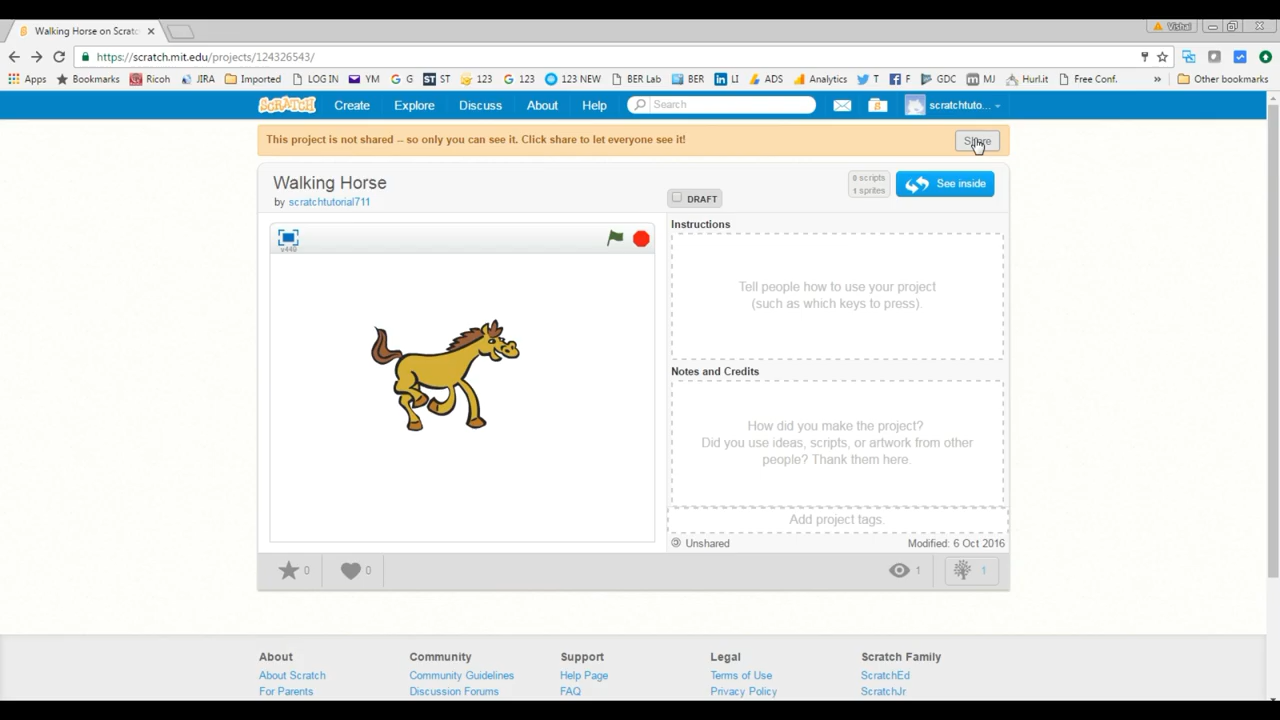 Walking Horse on Scratc
Vishal
https://scratch.mit.edu/projects/124326543/
Apps Bookmarks Ricoh JIRA Imported LOG IN YM G ST 123 123 123 NEW BER Lab BER LI ADS Analytics T F GDC MJ Hurl.it Free Conf. » Other bookmarks
SCRATCH Create Explore Discuss About Help Search scratchtuto...
This project is not shared -- so only you can see it. Click share to let everyone see it!
Share
Walking Horse
by scratchtutorial711
DRAFT
0 scripts
1 sprites
See inside
v448
Instructions
Tell people how to use your project
(such as which keys to press).
Notes and Credits
How did you make the project?
Did you use ideas, scripts, or artwork from other
people? Thank them here.
Add project tags.
Unshared Modified: 6 Oct 2016
0 0 1 1
About Community Support Legal Scratch Family
About Scratch Community Guidelines Help Page Terms of Use ScratchEd
For Parents Discussion Forums FAQ Privacy Policy ScratchJr